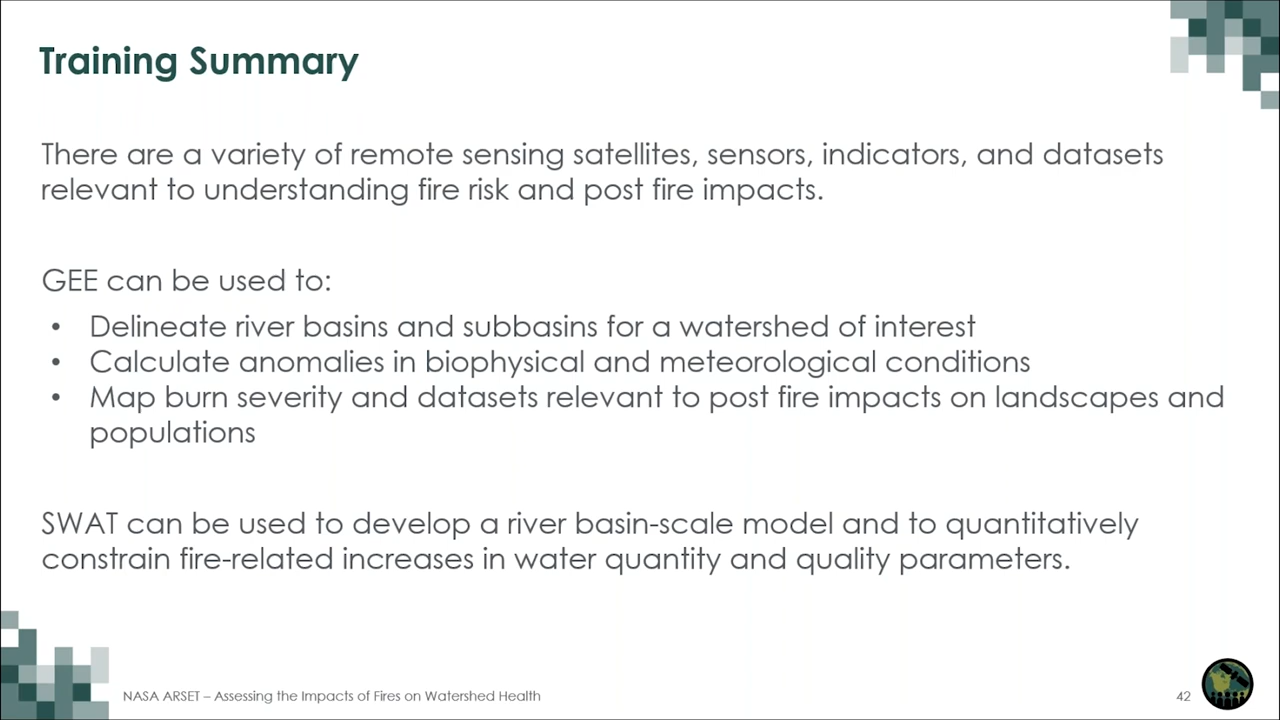 Training Summary
There are a variety of remote sensing satellites, sensors, indicators, and datasets
relevant to understanding fire risk and post fire impacts.
GEE can be used to:
• Delineate river basins and subbasins for a watershed of interest
• Calculate anomalies in biophysical and meteorological conditions
• Map burn severity and datasets relevant to post fire impacts on landscapes and
populations
SWAT can be used to develop a river basin-scale model and to quantitatively
constrain fire-related increases in water quantity and quality parameters.
NASA ARSET – Assessing the Impacts of Fires on Watershed Health
42